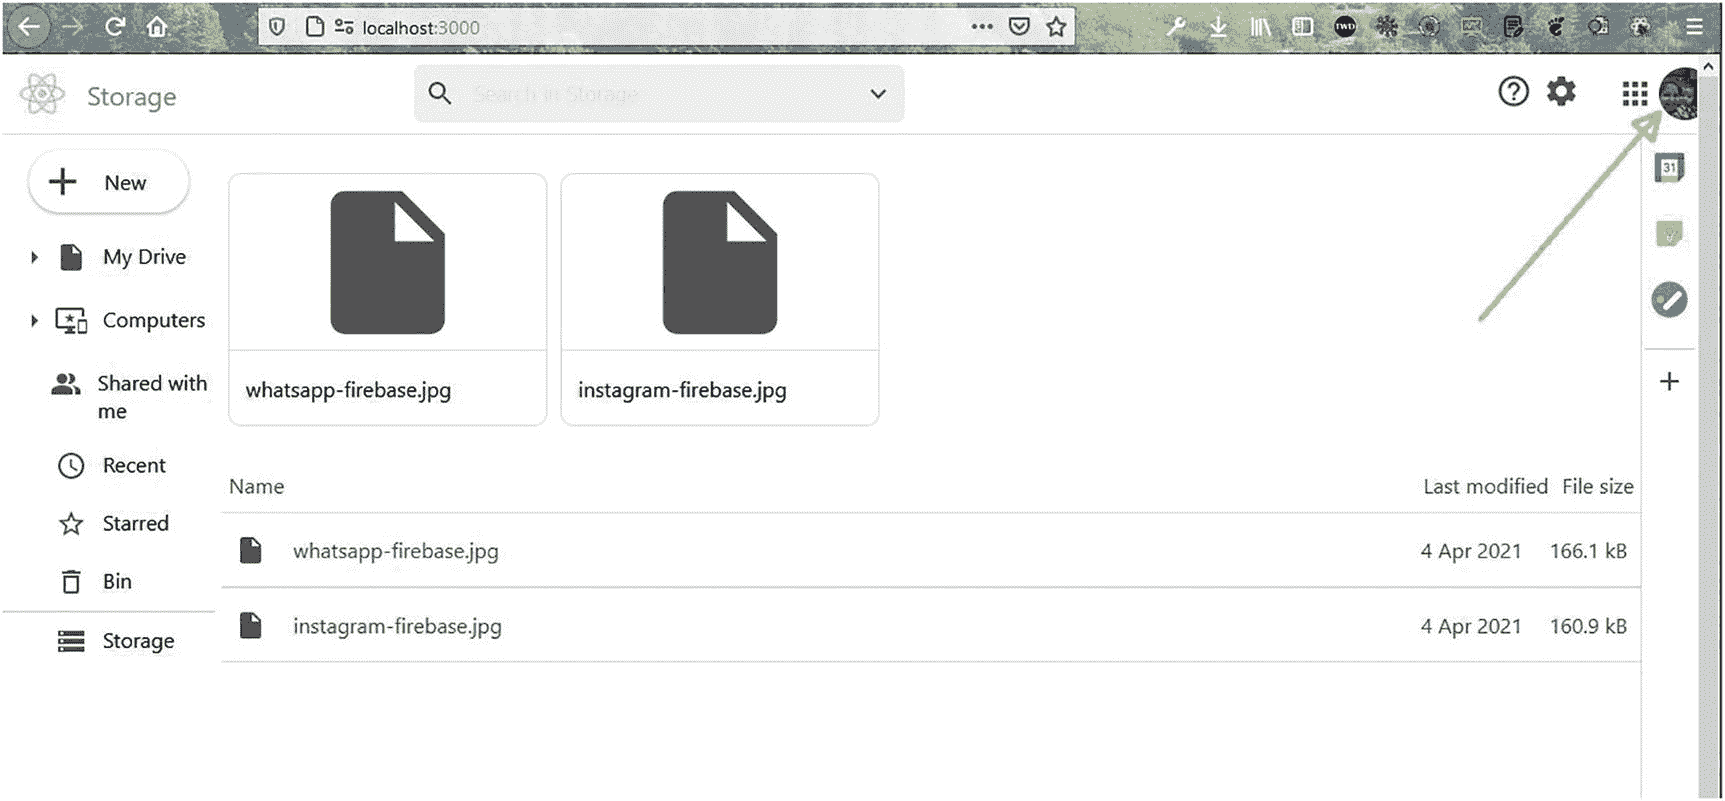 localhost:3000
Storage
Search in Storage
New
My Drive
Computers
Shared with
me
Recent
Starred
Bin
Storage
whatsapp-firebase.jpg
instagram-firebase.jpg
Name
Last modified
File size
whatsapp-firebase.jpg
4 Apr 2021
166.1 kB
instagram-firebase.jpg
4 Apr 2021
160.9 kB
31